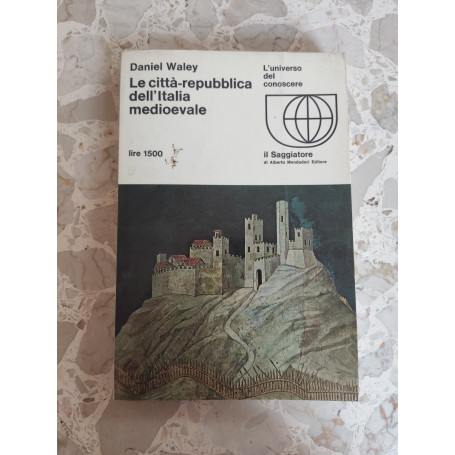 Daniel Waley
Le città-repubblica
dell'Italia
medioevale
lire 1500
L'universo
del
conoscere
il Saggiatore
di Alberto Mondadori Editore